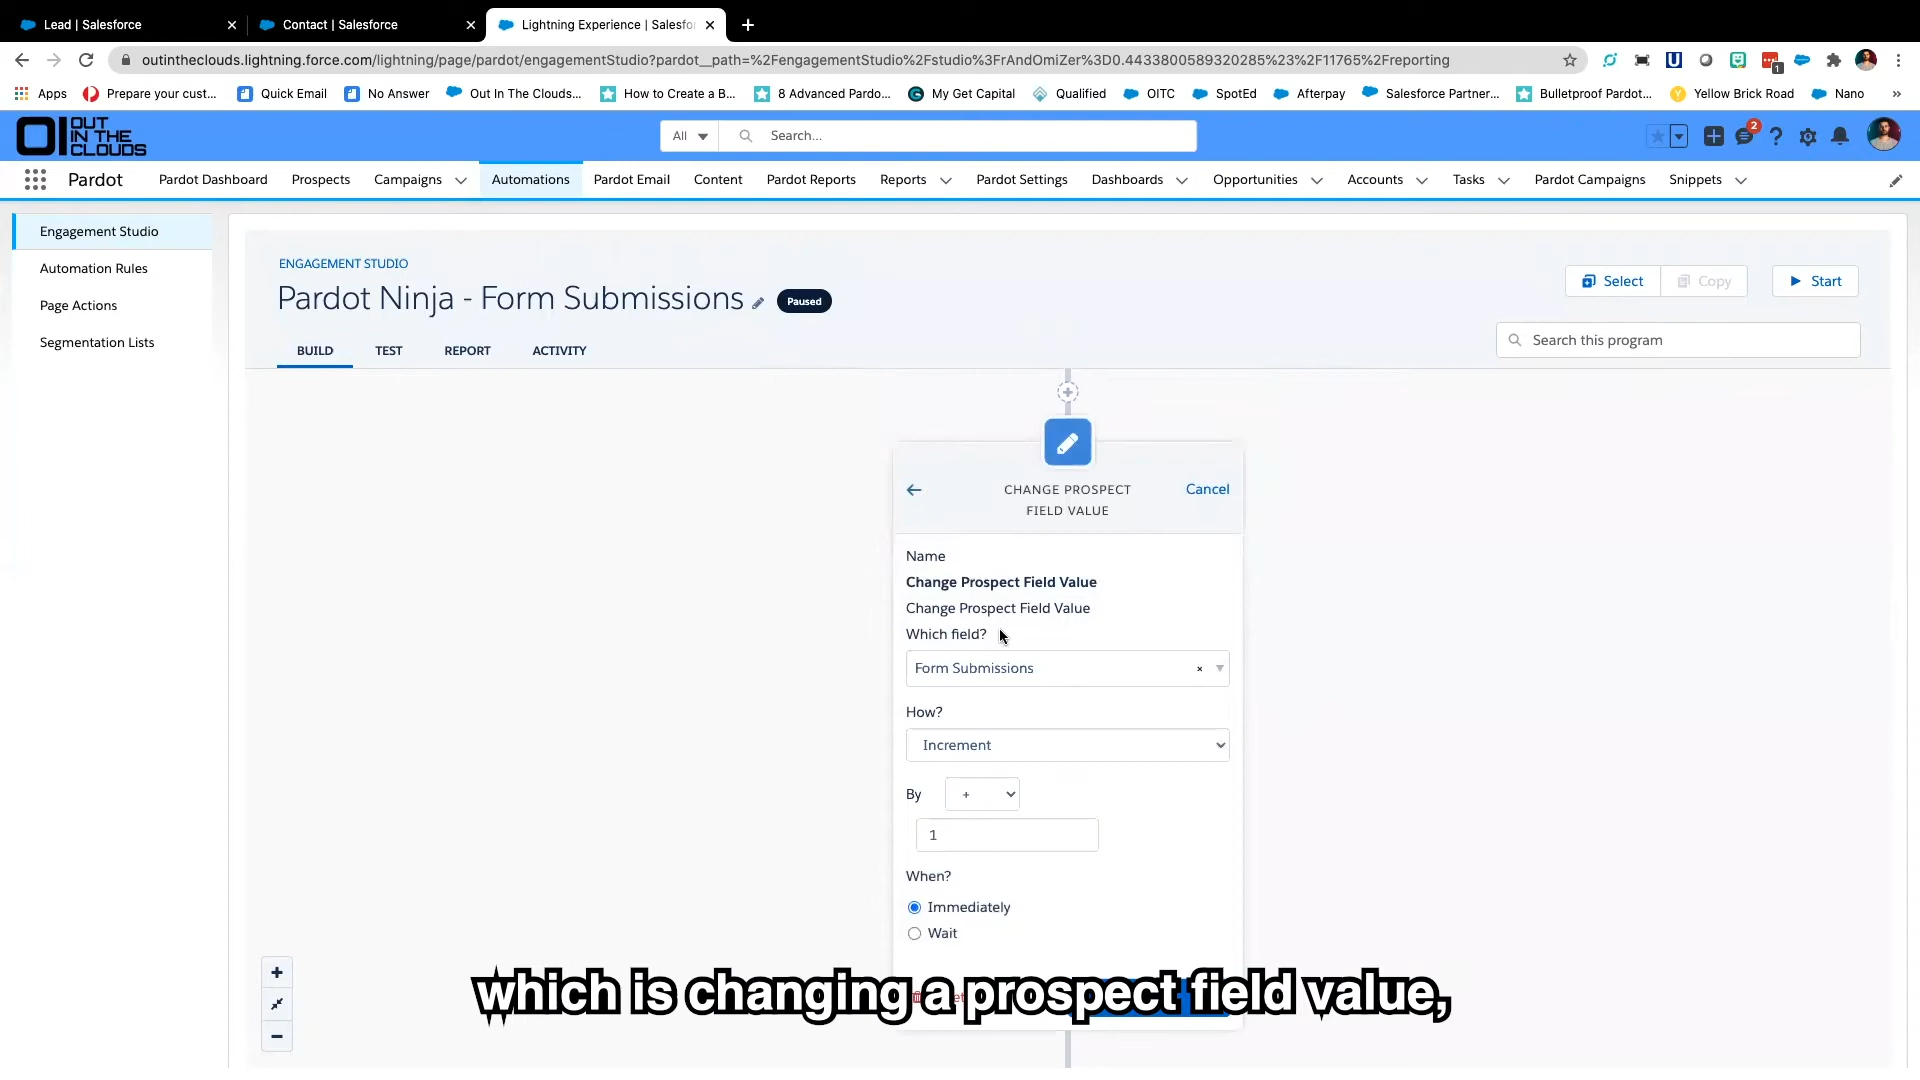 Lead | Salesforce
Contact | Salesforce
Lightning Experience | Salesfo
outintheclouds.lightning.force.com/lightning/page/pardot/engagementStudio?pardot__path=%2FengagementStudio%2Fstudio%3FrAndOmiZer%3D0.4433800589320285%23%2F11765%2Freporting
1
Apps
Prepare your cust...
Quick Email
No Answer
Out In The Clouds...
How to Create a B...
8 Advanced Pardo...
My Get Capital
Qualified
OITC
SpotEd
Afterpay
Salesforce Partner...
Bulletproof Pardot...
Yellow Brick Road
Nano
»
OI OUT
IN THE
CLOUDS
All
Search...
2
Pardot
Pardot Dashboard
Prospects
Campaigns
Automations
Pardot Email
Content
Pardot Reports
Reports
Pardot Settings
Dashboards
Opportunities
Accounts
Tasks
Pardot Campaigns
Snippets
Engagement Studio
Automation Rules
Page Actions
Segmentation Lists
ENGAGEMENT STUDIO
Pardot Ninja - Form Submissions
Paused
Select
Copy
Start
BUILD
TEST
REPORT
ACTIVITY
Search this program
CHANGE PROSPECT
FIELD VALUE
Cancel
Name
Change Prospect Field Value
Change Prospect Field Value
Which field?
Form Submissions
How?
Increment
By
+
1
When?
Immediately
Wait
which is changing a prospect field value,